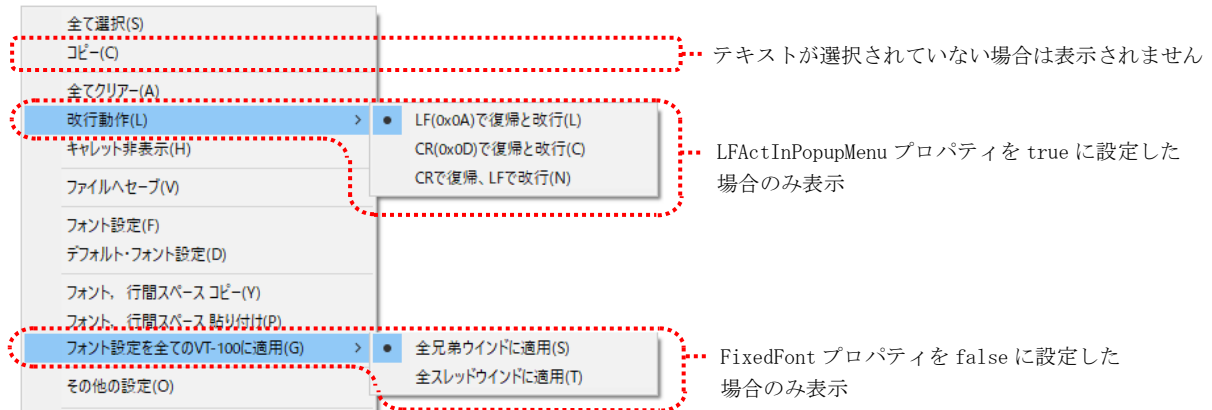 全て選択(S)
コピー(C)
テキストが選択されていない場合は表示されません
全てクリアー(A)
改行動作(L) >
● LF(0x0A)で復帰と改行(L)
キャレット非表示(H)
CR(0x0D)で復帰と改行(C)
CRで復帰、LFで改行(N)
LFActInPopupMenu プロパティを true に設定した
場合のみ表示
ファイルへセーブ(V)
フォント設定(F)
デフォルト・フォント設定(D)
フォント, 行間スペース コピー(Y)
フォント, 行間スペース 貼り付け(P)
フォント設定を全てのVT-100に適用(G) >
● 全兄弟ウインドに適用(S)
全スレッドウインドに適用(T)
FixedFont プロパティを false に設定した
場合のみ表示
その他の設定(O)